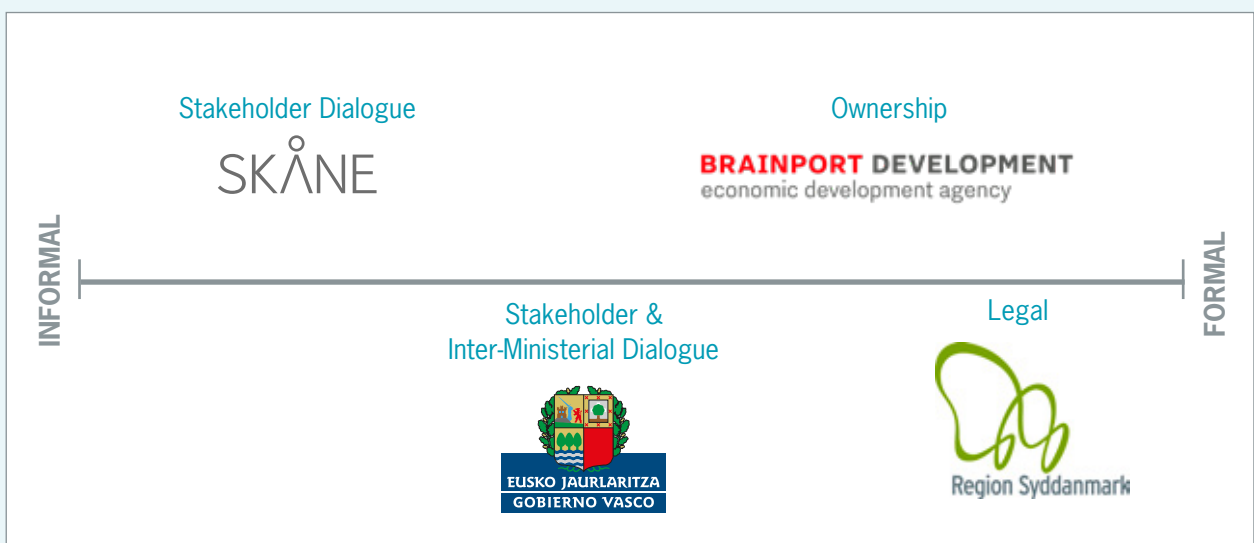 Stakeholder Dialogue
SKÅNE
Ownership
BRAINPORT DEVELOPMENT
economic development agency
INFORMAL
FORMAL
Stakeholder &
Inter-Ministerial Dialogue
EUSKO JAURLARITZA
GOBIERNO VASCO
Legal
Region Syddanmark